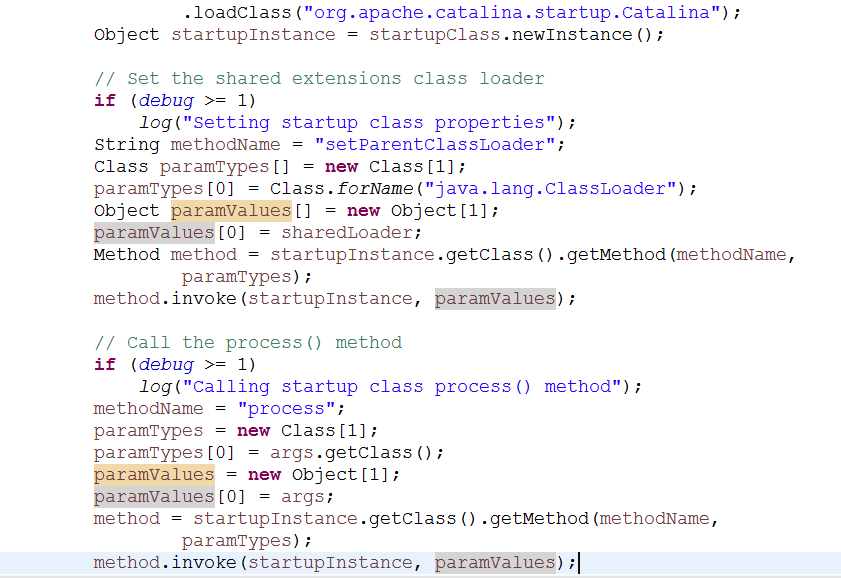 .loadClass("org.apache.catalina.startup.Catalina");
Object startupInstance = startupClass.newInstance();
// Set the shared extensions class loader
if (debug >= 1)
log("Setting startup class properties");
String methodName = "setParentClassLoader";
Class paramTypes[] = new Class[1];
paramTypes[0] = Class.forName("java.lang.ClassLoader");
Object paramValues[] = new Object[1];
paramValues[0] = sharedLoader;
Method method = startupInstance.getClass().getMethod(methodName,
paramTypes);
method.invoke(startupInstance, paramValues);
// Call the process() method
if (debug >= 1)
log("Calling startup class process() method");
methodName = "process";
paramTypes = new Class[1];
paramTypes[0] = args.getClass();
paramValues = new Object[1];
paramValues[0] = args;
method = startupInstance.getClass().getMethod(methodName,
paramTypes);
method.invoke(startupInstance, paramValues);